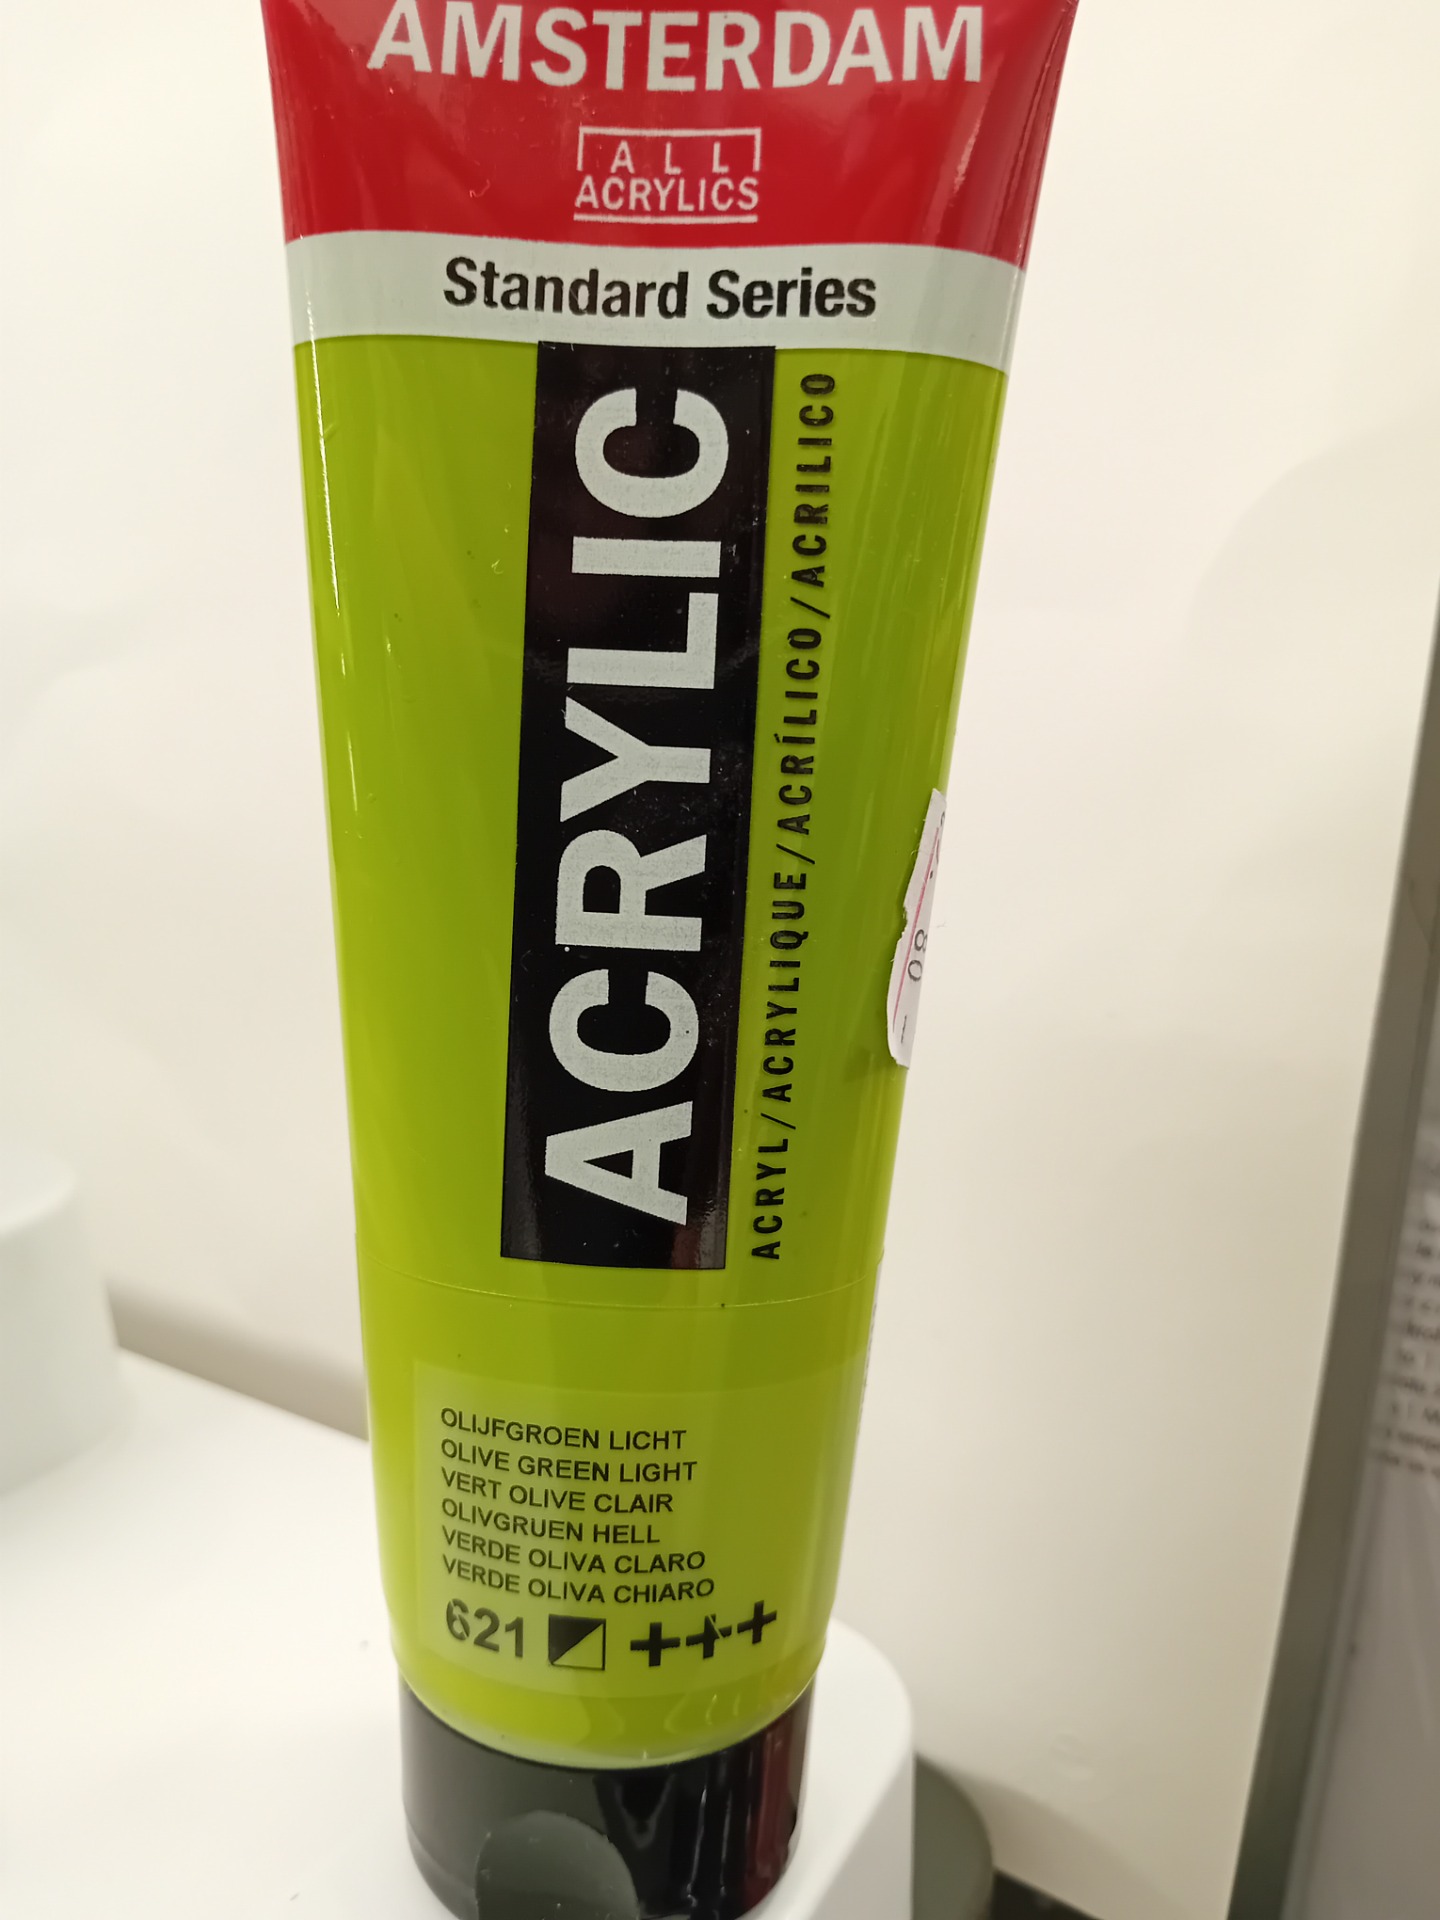 AMSTERDAM
ALL
ACRYLICS
Standard Series
ACRYLIC
ACRYL/ACRYLIQUE/ACRÍLICO/ACRILICO
80
OLIJFGROEN LICHT
OLIVE GREEN LIGHT
VERT OLIVE CLAIR
OLIVGRUEN HELL
VERDE OLIVA CLARO
VERDE OLIVA CHIARO
621 +++